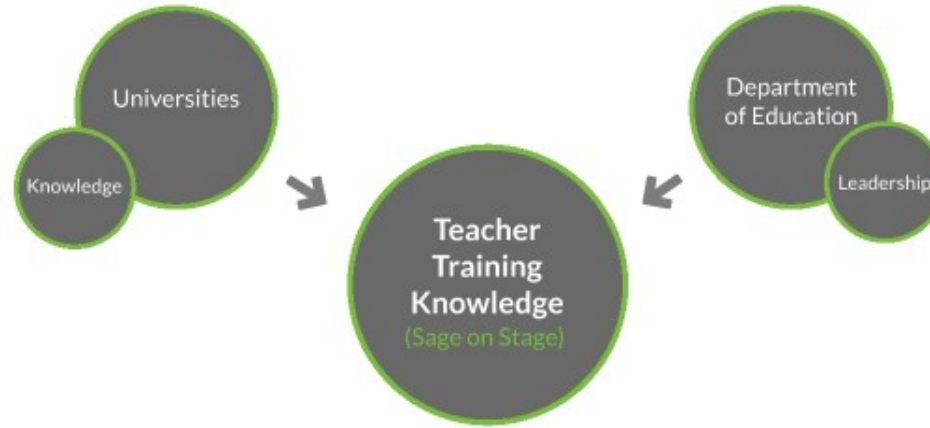 Universities
Knowledge
Department
of Education
Leadership
Teacher
Training
Knowledge
(Sage on Stage)